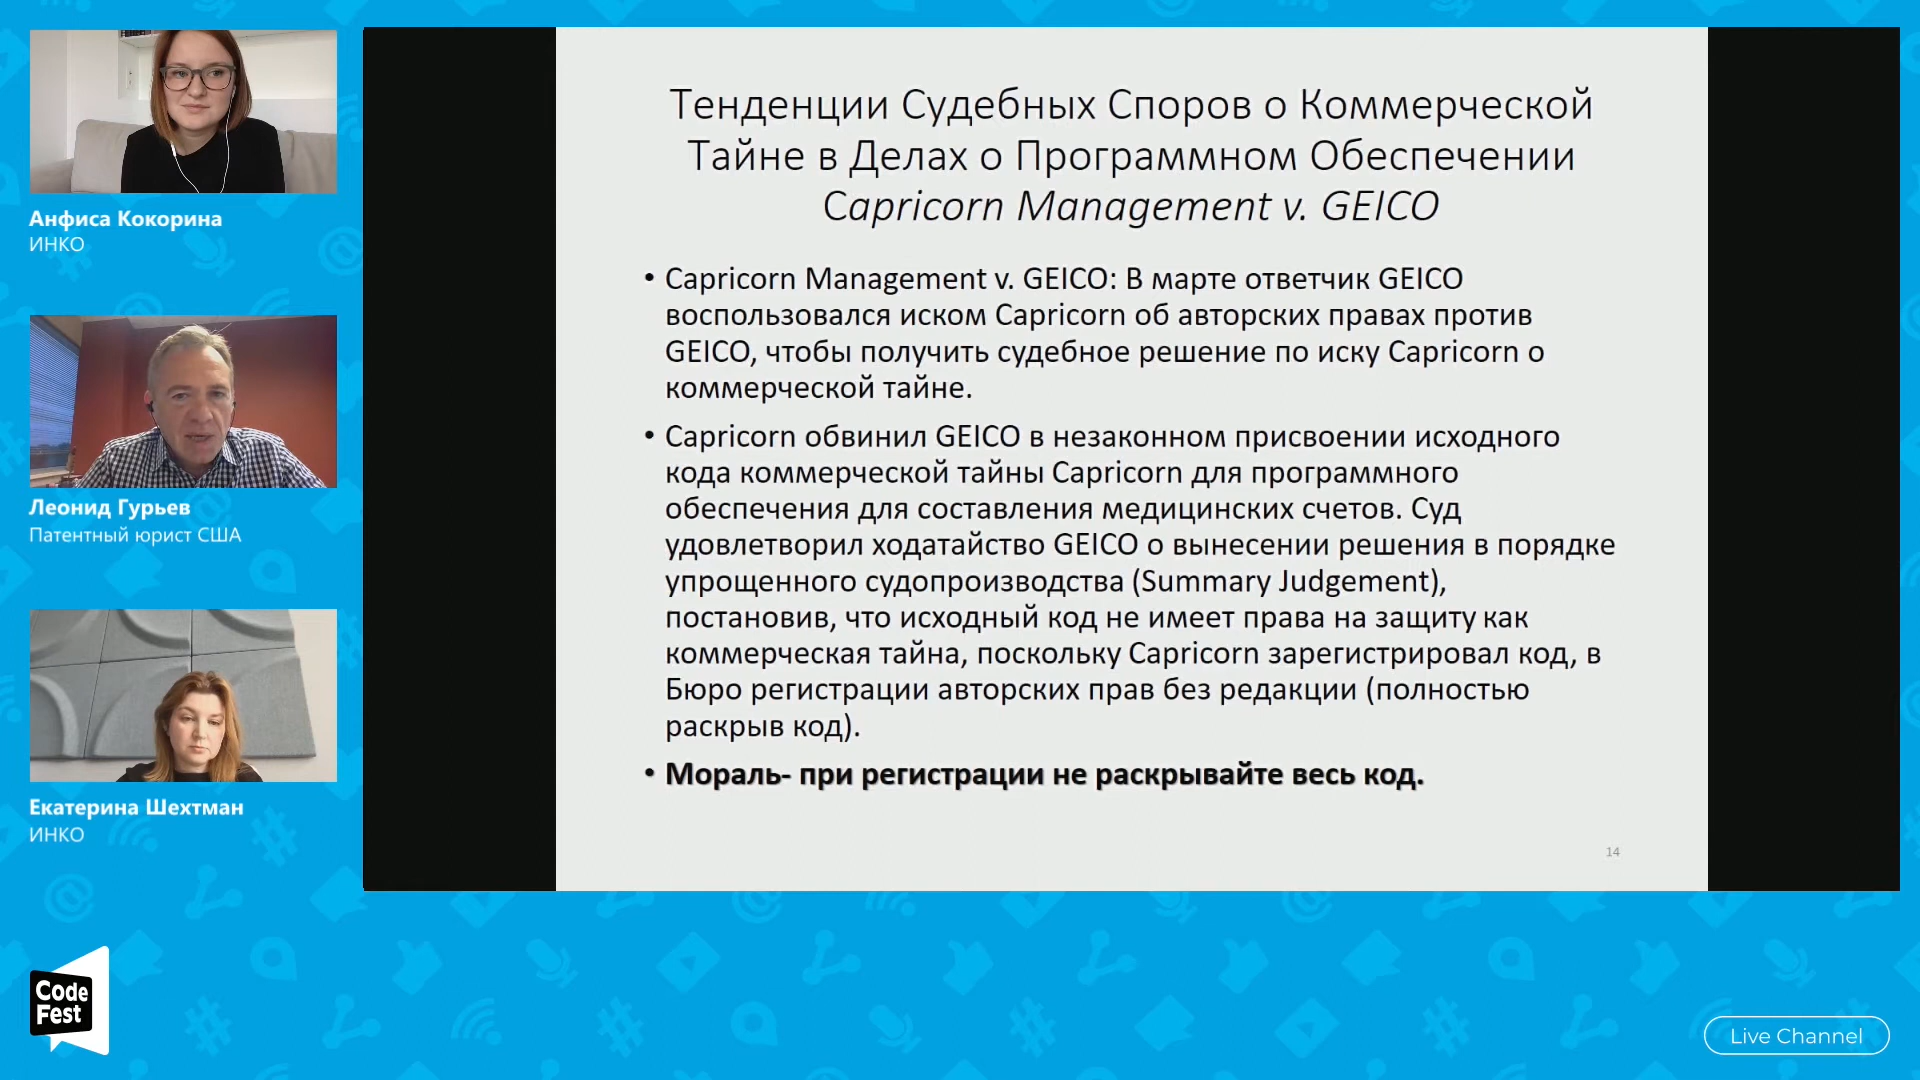 Анфиса Кокорина
ИНКО
Леонид Гурьев
Патентный юрист США
Екатерина Шехтман
ИНКО
Code
Fest
Тенденции Судебных Споров о Коммерческой
Тайне в Делах о Программном Обеспечении
Capricorn Management v. GEICO
• Capricorn Management v. GEICO: В марте ответчик GEICO
воспользовался иском Capricorn об авторских правах против
GEICO, чтобы получить судебное решение по иску Capricorn о
коммерческой тайне.
• Capricorn обвинил GEICO в незаконном присвоении исходного
кода коммерческой тайны Capricorn для программного
обеспечения для составления медицинских счетов. Суд
удовлетворил ходатайство GEICO о вынесении решения в порядке
упрощенного судопроизводства (Summary Judgement),
постановив, что исходный код не имеет права на защиту как
коммерческая тайна, поскольку Capricorn зарегистрировал код, в
Бюро регистрации авторских прав без редакции (полностью
раскрыв код).
• Мораль- при регистрации не раскрывайте весь код.
14
Live Channel